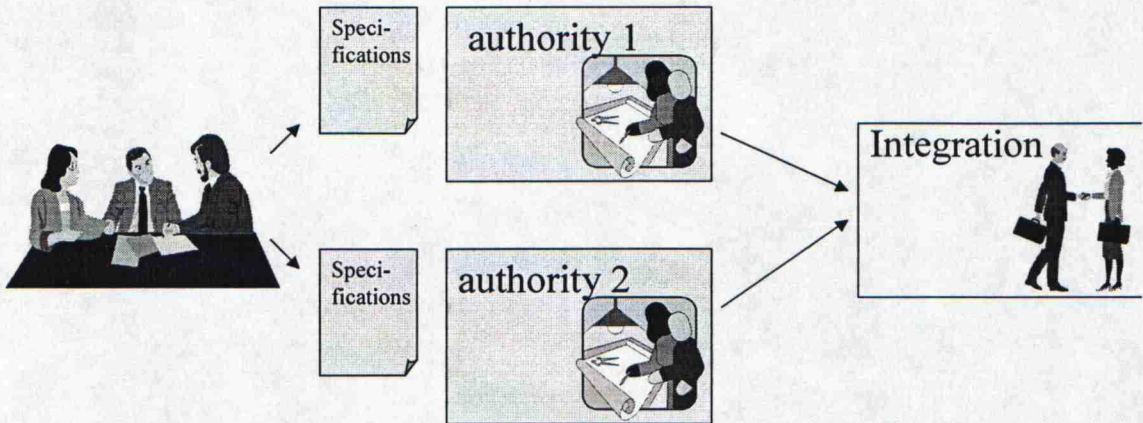 Speci-
fications
authority 1
Integration
Speci-
fications
authority 2